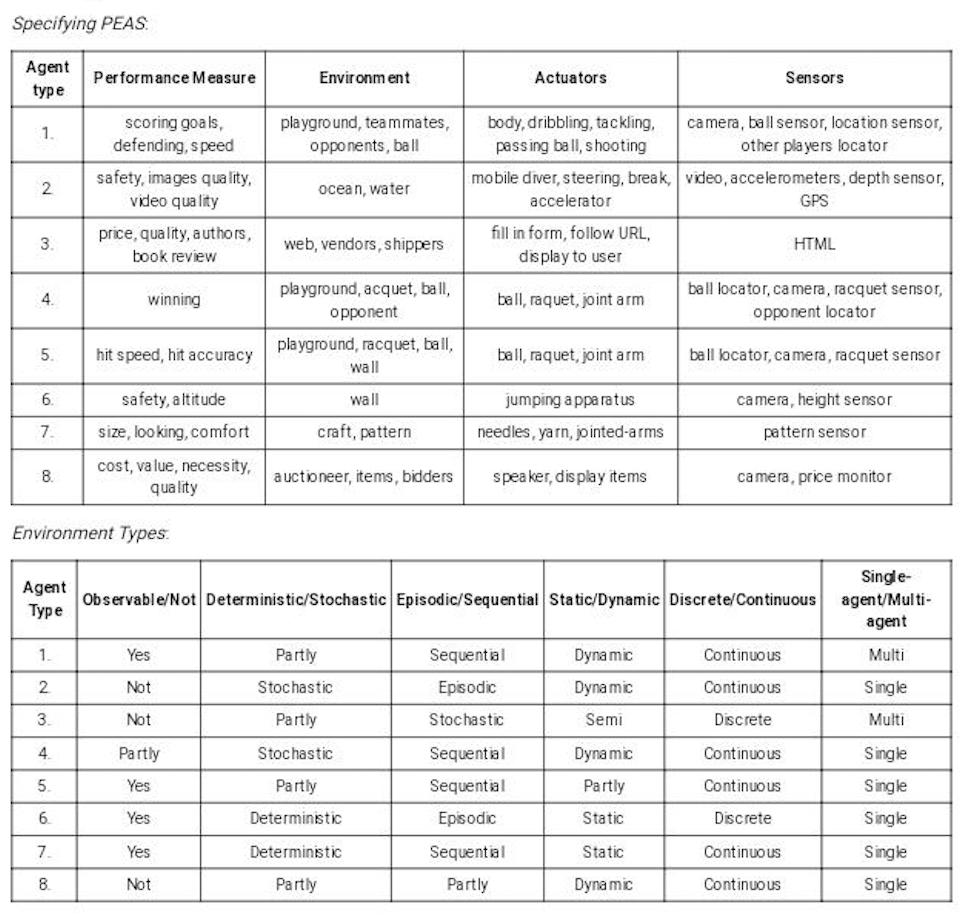 Specifying PEAS:
Agent type | Performance Measure | Environment | Actuators | Sensors
1. | scoring goals, defending, speed | playground, teammates, opponents, ball | body, dribbling, tackling, passing ball, shooting | camera, ball sensor, location sensor, other players locator
2. | safety, images quality, video quality | ocean, water | mobile diver, steering, break, accelerator | video, accelerometers, depth sensor, GPS
3. | price, quality, authors, book review | web, vendors, shippers | fill in form, follow URL, display to user | HTML
4. | winning | playground, acquet, ball, opponent | ball, raquet, joint arm | ball locator, camera, racquet sensor, opponent locator
5. | hit speed, hit accuracy | playground, racquet, ball, wall | ball, raquet, joint arm | ball locator, camera, racquet sensor
6. | safety, altitude | wall | jumping apparatus | camera, height sensor
7. | size, looking, comfort | craft, pattern | needles, yarn, jointed-arms | pattern sensor
8. | cost, value, necessity, quality | auctioneer, items, bidders | speaker, display items | camera, price monitor
Environment Types:
Agent Type | Observable/Not | Deterministic/Stochastic | Episodic/Sequential | Static/Dynamic | Discrete/Continuous | Single-agent/Multi-agent
1. | Yes | Partly | Sequential | Dynamic | Continuous | Multi
2. | Not | Stochastic | Episodic | Dynamic | Continuous | Single
3. | Not | Partly | Stochastic | Semi | Discrete | Multi
4. | Partly | Stochastic | Sequential | Dynamic | Continuous | Single
5. | Yes | Partly | Sequential | Partly | Continuous | Single
6. | Yes | Deterministic | Episodic | Static | Discrete | Single
7. | Yes | Deterministic | Sequential | Static | Continuous | Single
8. | Not | Partly | Partly | Dynamic | Continuous | Single